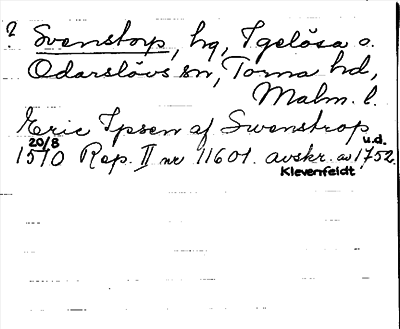 ? Svenstorp, hg, Igelösa o.
Odarslövs sn, Torna hd,
Malm. l.
Eric Ipsen af Swenstrop
20/8 u.d.
1510 Rep. II nr 11601. avskr. av 1752.
Klevenfeldt